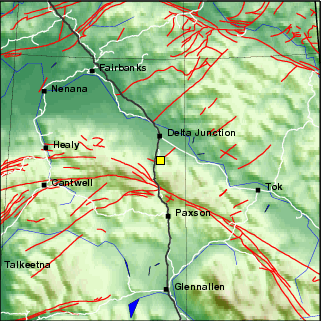 Fairbanks
Nenana
Delta Junction
Healy
Cantwell
Tok
Paxson
Talkeetna
Glennallen